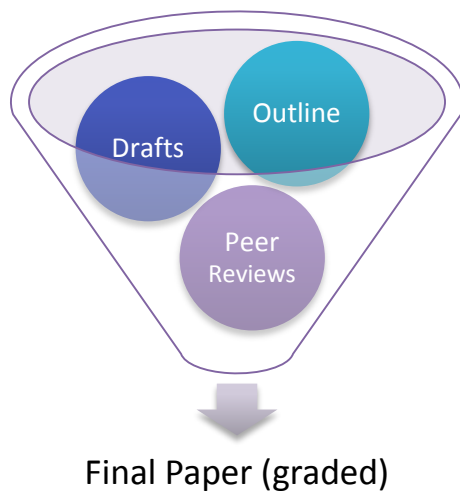 Outline
Drafts
Peer
Reviews
Final Paper (graded)